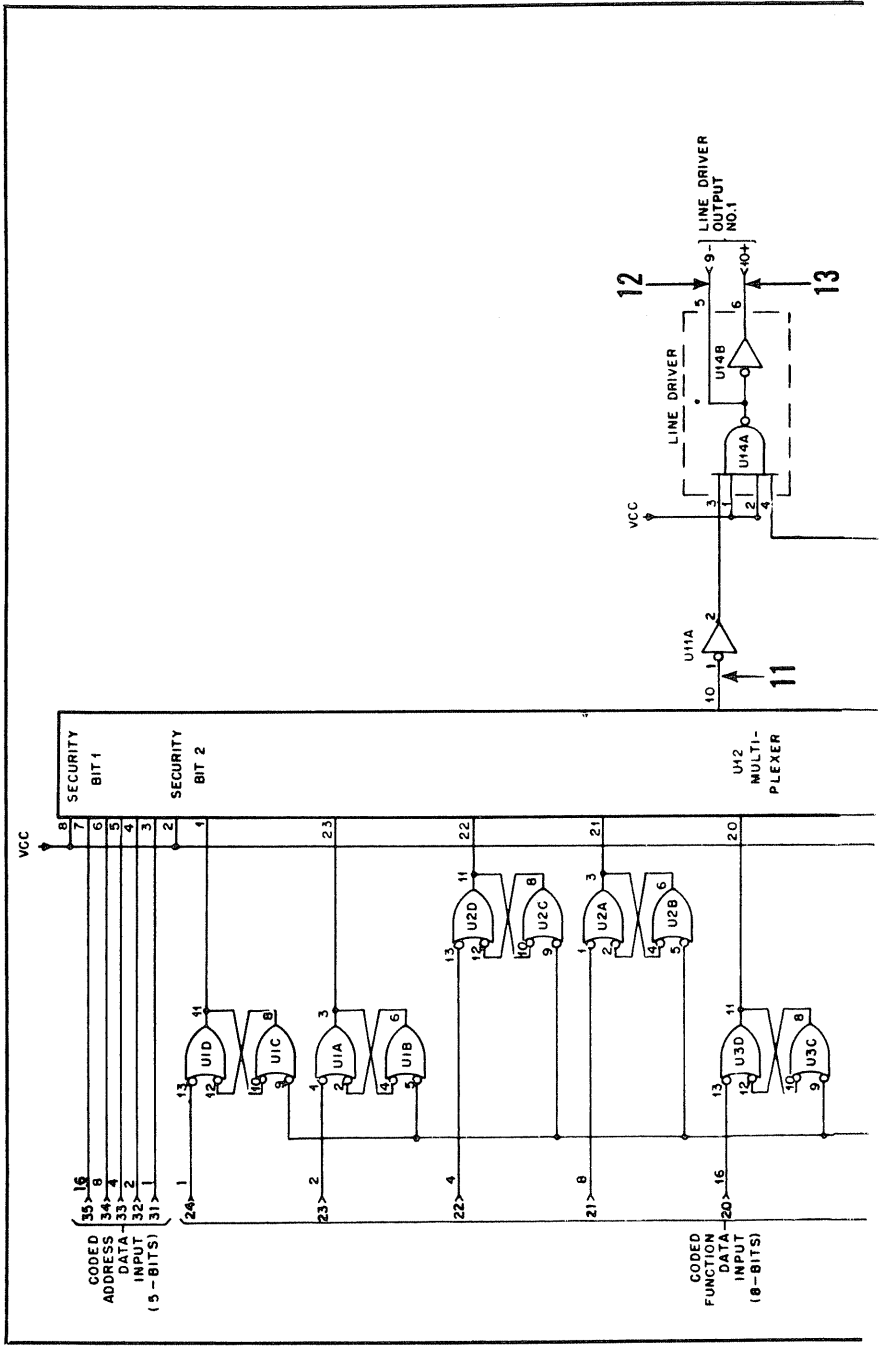 VCC
8
7
6
5
4
3
2
1
SECURITY
BIT 1
SECURITY
BIT 2
CODED
ADDRESS
DATA
INPUT
(5-BITS)
35 16
34 8
33 4
32 2
31 1
24 1
13
12
U1D
11
10
9
U1C
8
23 2
1
2
U1A
3
23
4
5
U1B
6
22 4
13
12
U2D
11
22
10
9
U2C
8
21 8
1
2
U2A
3
21
4
5
U2B
6
CODED
FUNCTION
DATA
INPUT
(8-BITS)
20 16
13
12
U3D
11
20
10
9
U3C
8
U12
MULTI-
PLEXER
10
11
1
U11A
2
VCC
3
1
2
4
LINE DRIVER
U14A
U14B
5
6
12
13
9-
10+
LINE DRIVER
OUTPUT
NO.1